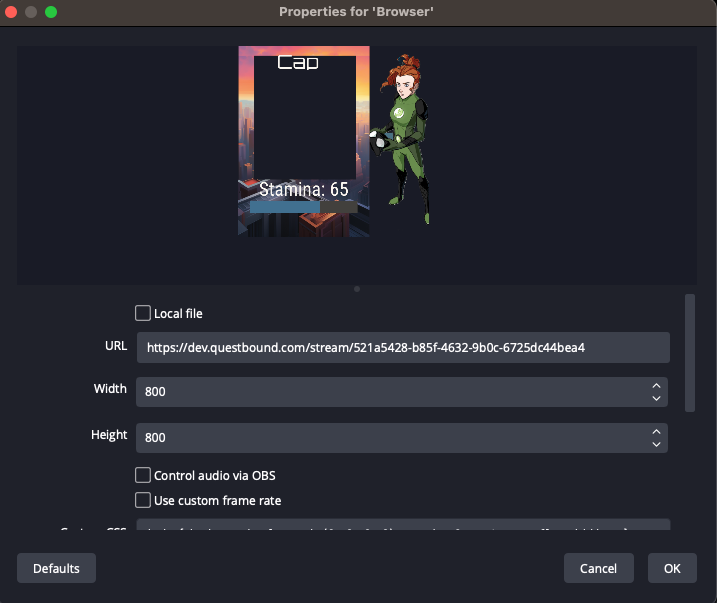 Properties for 'Browser'
Cap
Stamina: 65
Local file
URL https://dev.questbound.com/stream/521a5428-b85f-4632-9b0c-6725dc44bea4
Width 800
Height 800
Control audio via OBS
Use custom frame rate
Defaults Cancel OK